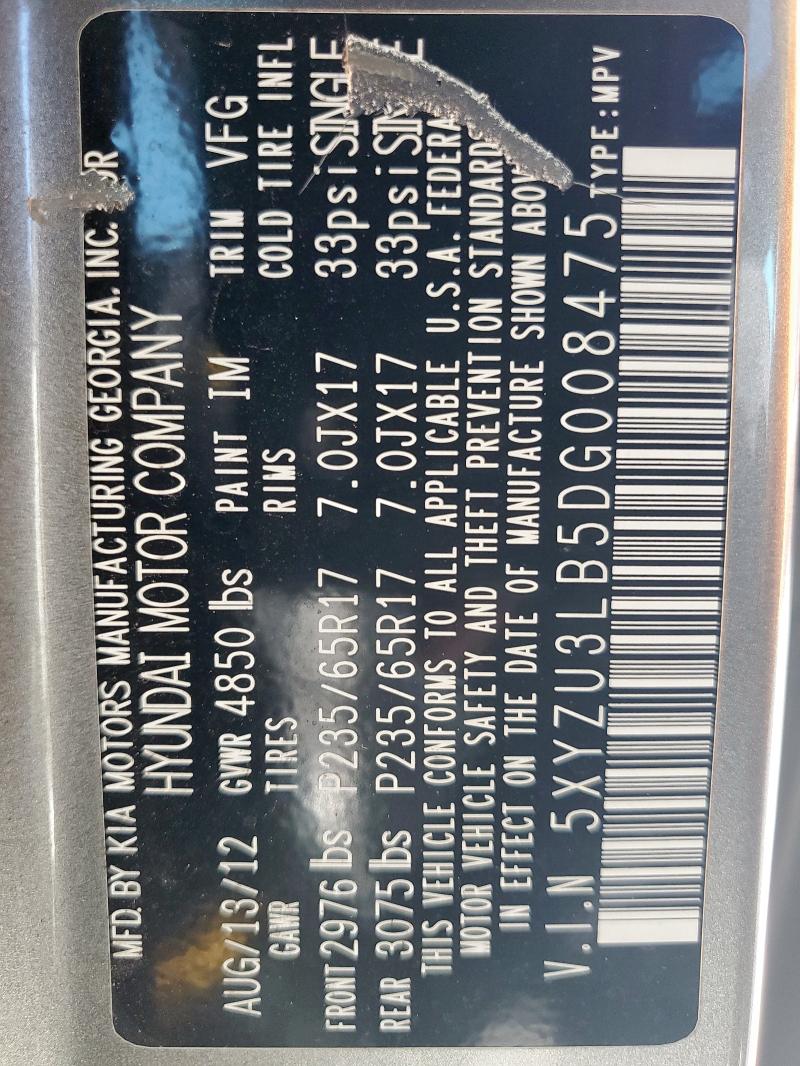 MFD. BY KIA MOTORS MANUFACTURING GEORGIA, INC.
HYUNDAI MOTOR COMPANY
AUG/13/12 GVWR 4850 lbs PAINT IM TRIM VFG
GAWR TIRES RIMS COLD TIRE INFL
FRONT 2976 lbs P235/65R17 7.0JX17 33psi SINGLE
REAR 3075 lbs P235/65R17 7.0JX17 33psi
THIS VEHICLE CONFORMS TO ALL APPLICABLE U.S.A.
MOTOR VEHICLE SAFETY AND THEFT PREVENTION STANDARD
IN EFFECT ON THE DATE OF MANUFACTURE SHOWN
V.I.N 5XYZU3LB5DG008475 TYPE:MPV